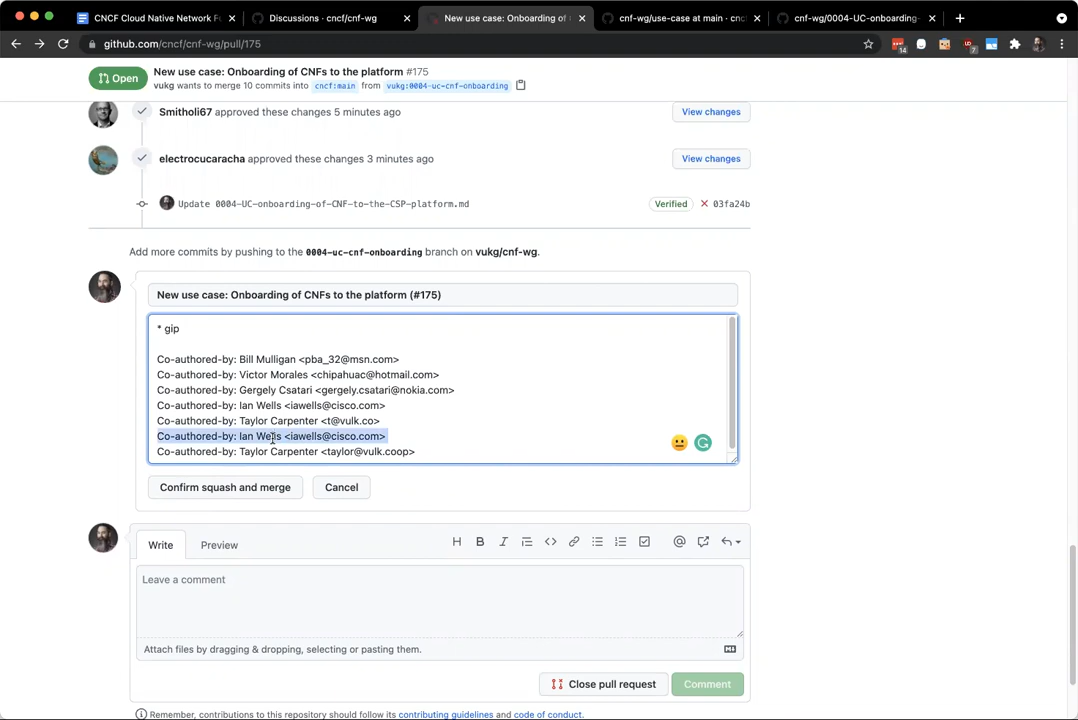 CNCF Cloud Native Network Fu
Discussions · cncf/cnf-wg
New use case: Onboarding of
cnf-wg/use-case at main · cnc
cnf-wg/0004-UC-onboarding-
github.com/cncf/cnf-wg/pull/175
14
7
Open
New use case: Onboarding of CNFs to the platform #175
vukg wants to merge 10 commits into cncf:main from vukg:0004-uc-cnf-onboarding
Smitholi67 approved these changes 5 minutes ago
View changes
electrocucaracha approved these changes 3 minutes ago
View changes
Update 0004-UC-onboarding-of-CNF-to-the-CSP-platform.md
Verified
03fa24b
Add more commits by pushing to the 0004-uc-cnf-onboarding branch on vukg/cnf-wg.
New use case: Onboarding of CNFs to the platform (#175)
* gip
Co-authored-by: Bill Mulligan <pba_32@msn.com>
Co-authored-by: Victor Morales <chipahuac@hotmail.com>
Co-authored-by: Gergely Csatari <gergely.csatari@nokia.com>
Co-authored-by: Ian Wells <iawells@cisco.com>
Co-authored-by: Taylor Carpenter <t@vulk.co>
Co-authored-by: Ian Wells <iawells@cisco.com>
Co-authored-by: Taylor Carpenter <taylor@vulk.coop>
Confirm squash and merge
Cancel
Write
Preview
H B I
Leave a comment
Attach files by dragging & dropping, selecting or pasting them.
Close pull request
Comment
Remember, contributions to this repository should follow its contributing guidelines and code of conduct.